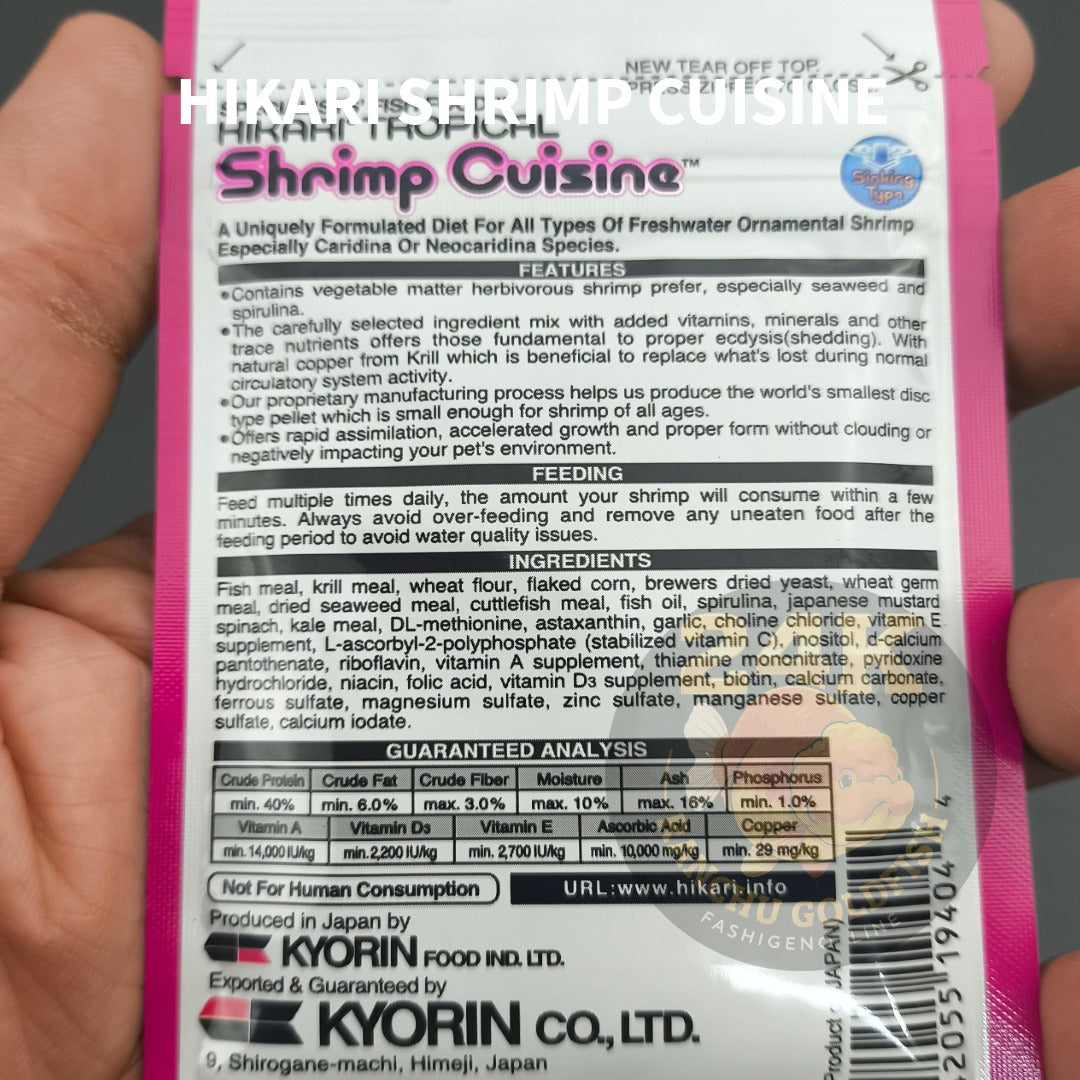 NEW TEAR OFF TOP,
HIKARI SHRIMP CUISINE
HIKARI TROPICAL
Shrimp Cuisine™
Sinking
Type
A Uniquely Formulated Diet For All Types Of Freshwater Ornamental Shrimp
Especially Caridina Or Neocaridina Species.
FEATURES
•Contains vegetable matter herbivorous shrimp prefer, especially seaweed and
spirulina.
•The carefully selected ingredient mix with added vitamins, minerals and other
trace nutrients offers those fundamental to proper ecdysis(shedding). With
natural copper from Krill which is beneficial to replace what's lost during normal
circulatory system activity.
•Our proprietary manufacturing process helps us produce the world's smallest disc
type pellet which is small enough for shrimp of all ages.
•Offers rapid assimilation, accelerated growth and proper form without clouding or
negatively impacting your pet's environment.
FEEDING
Feed multiple times daily, the amount your shrimp will consume within a few
minutes. Always avoid over-feeding and remove any uneaten food after the
feeding period to avoid water quality issues.
INGREDIENTS
Fish meal, krill meal, wheat flour, flaked corn, brewers dried yeast, wheat germ
meal, dried seaweed meal, cuttlefish meal, fish oil, spirulina, japanese mustard
spinach, kale meal, DL-methionine, astaxanthin, garlic, choline chloride, vitamin E
supplement, L-ascorbyl-2-polyphosphate (stabilized vitamin C), inositol, d-calcium
pantothenate, riboflavin, vitamin A supplement, thiamine mononitrate, pyridoxine
hydrochloride, niacin, folic acid, vitamin D3 supplement, biotin, calcium carbonate,
ferrous sulfate, magnesium sulfate, zinc sulfate, manganese sulfate, copper
sulfate, calcium iodate.
GUARANTEED ANALYSIS
Crude Protein Crude Fat Crude Fiber Moisture Ash Phosphorus
min. 40% min. 6.0% max. 3.0% max. 10% max. 16% min. 1.0%
Vitamin A Vitamin D3 Vitamin E Ascorbic Acid Copper
min. 14,000 IU/kg min. 2,200 IU/kg min. 2,700 IU/kg min. 10,000 mg/kg min. 29 mg/kg
Not For Human Consumption URL:www.hikari.info
Produced in Japan by
KYORIN FOOD IND. LTD.
Exported & Guaranteed by
KYORIN CO., LTD.
9, Shirogane-machi, Himeji, Japan
JAPAN)
42055 19404 4
GOLDFISH